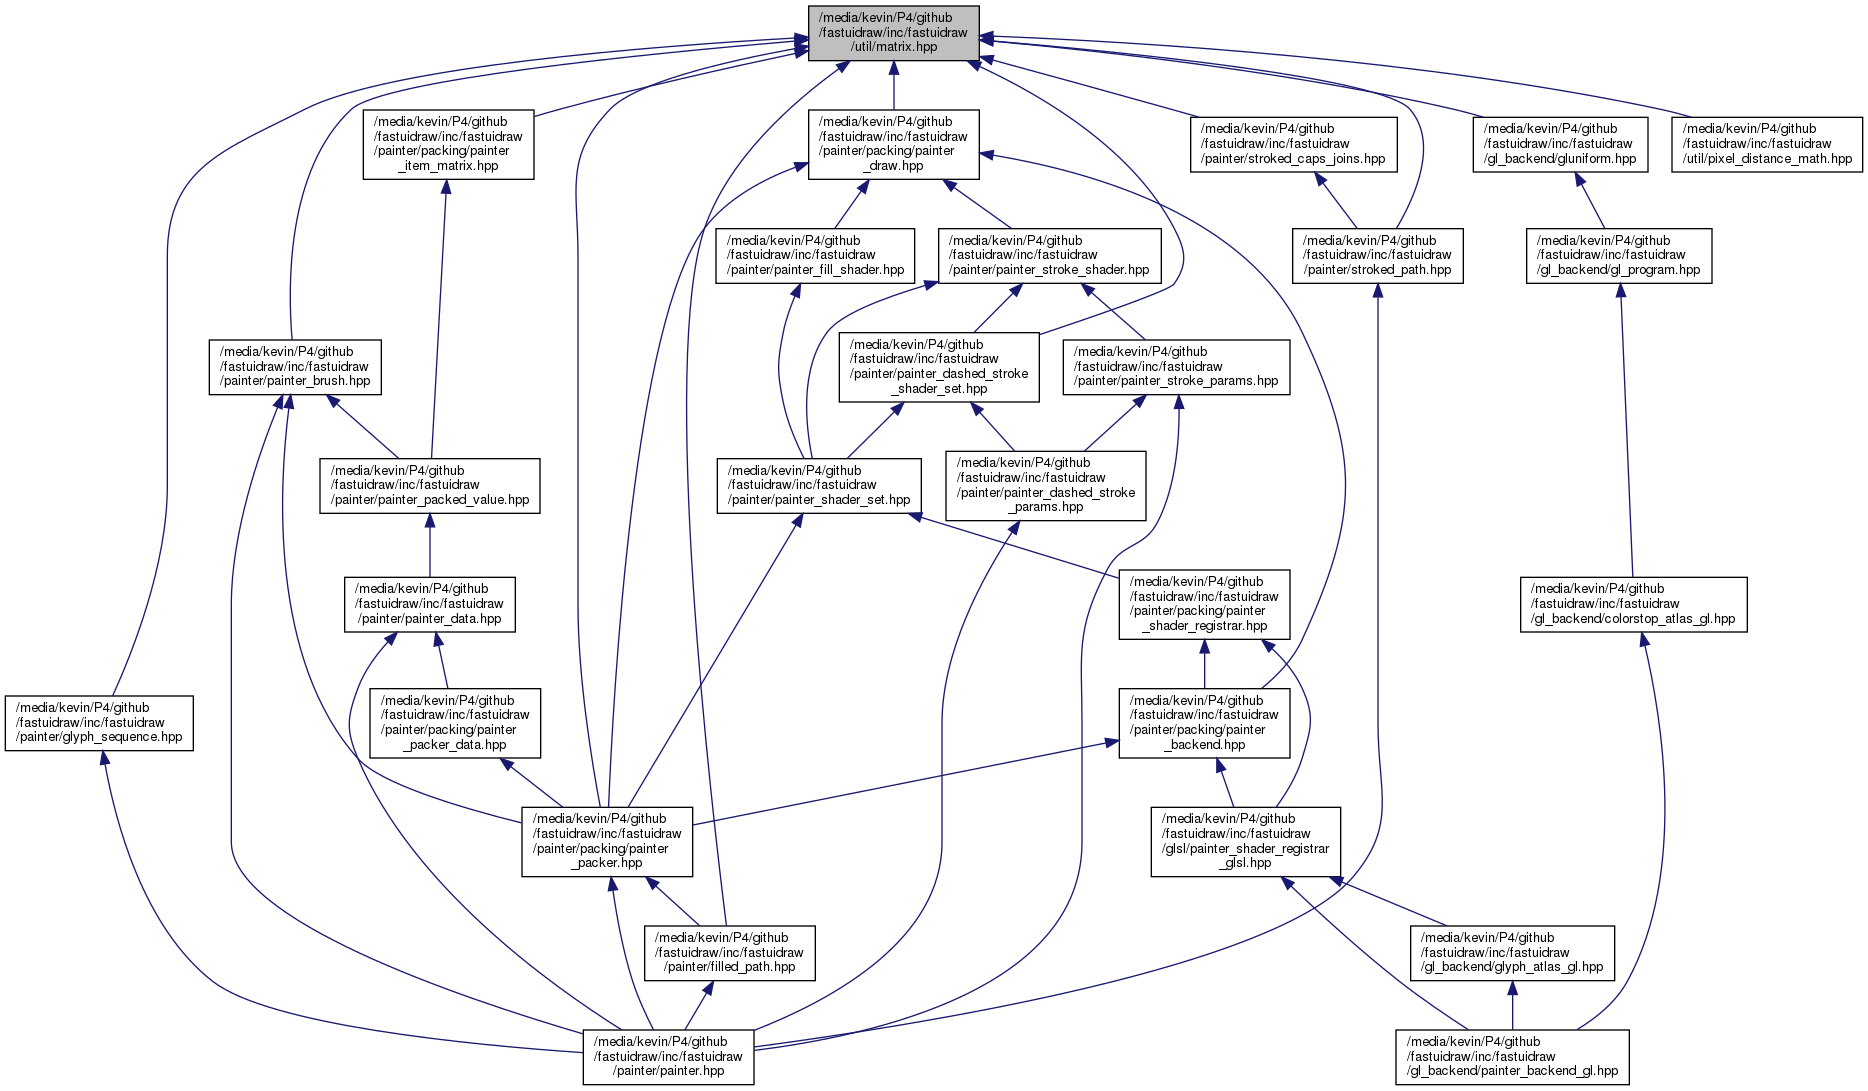 /media/kevin/P4/github
/fastuidraw/inc/fastuidraw
/util/matrix.hpp
/media/kevin/P4/github
/fastuidraw/inc/fastuidraw
/painter/packing/painter
_item_matrix.hpp
/media/kevin/P4/github
/fastuidraw/inc/fastuidraw
/painter/packing/painter
_draw.hpp
/media/kevin/P4/github
/fastuidraw/inc/fastuidraw
/painter/stroked_caps_joins.hpp
/media/kevin/P4/github
/fastuidraw/inc/fastuidraw
/gl_backend/gluniform.hpp
/media/kevin/P4/github
/fastuidraw/inc/fastuidraw
/util/pixel_distance_math.hpp
/media/kevin/P4/github
/fastuidraw/inc/fastuidraw
/painter/painter_fill_shader.hpp
/media/kevin/P4/github
/fastuidraw/inc/fastuidraw
/painter/painter_stroke_shader.hpp
/media/kevin/P4/github
/fastuidraw/inc/fastuidraw
/painter/stroked_path.hpp
/media/kevin/P4/github
/fastuidraw/inc/fastuidraw
/gl_backend/gl_program.hpp
/media/kevin/P4/github
/fastuidraw/inc/fastuidraw
/painter/painter_brush.hpp
/media/kevin/P4/github
/fastuidraw/inc/fastuidraw
/painter/painter_dashed_stroke
_shader_set.hpp
/media/kevin/P4/github
/fastuidraw/inc/fastuidraw
/painter/painter_stroke_params.hpp
/media/kevin/P4/github
/fastuidraw/inc/fastuidraw
/painter/painter_packed_value.hpp
/media/kevin/P4/github
/fastuidraw/inc/fastuidraw
/painter/painter_shader_set.hpp
/media/kevin/P4/github
/fastuidraw/inc/fastuidraw
/painter/painter_dashed_stroke
_params.hpp
/media/kevin/P4/github
/fastuidraw/inc/fastuidraw
/painter/painter_data.hpp
/media/kevin/P4/github
/fastuidraw/inc/fastuidraw
/painter/packing/painter
_shader_registrar.hpp
/media/kevin/P4/github
/fastuidraw/inc/fastuidraw
/gl_backend/colorstop_atlas_gl.hpp
/media/kevin/P4/github
/fastuidraw/inc/fastuidraw
/painter/glyph_sequence.hpp
/media/kevin/P4/github
/fastuidraw/inc/fastuidraw
/painter/packing/painter
_packer_data.hpp
/media/kevin/P4/github
/fastuidraw/inc/fastuidraw
/painter/packing/painter
_backend.hpp
/media/kevin/P4/github
/fastuidraw/inc/fastuidraw
/painter/packing/painter
_packer.hpp
/media/kevin/P4/github
/fastuidraw/inc/fastuidraw
/glsl/painter_shader_registrar
_glsl.hpp
/media/kevin/P4/github
/fastuidraw/inc/fastuidraw
/painter/filled_path.hpp
/media/kevin/P4/github
/fastuidraw/inc/fastuidraw
/gl_backend/glyph_atlas_gl.hpp
/media/kevin/P4/github
/fastuidraw/inc/fastuidraw
/painter/painter.hpp
/media/kevin/P4/github
/fastuidraw/inc/fastuidraw
/gl_backend/painter_backend_gl.hpp